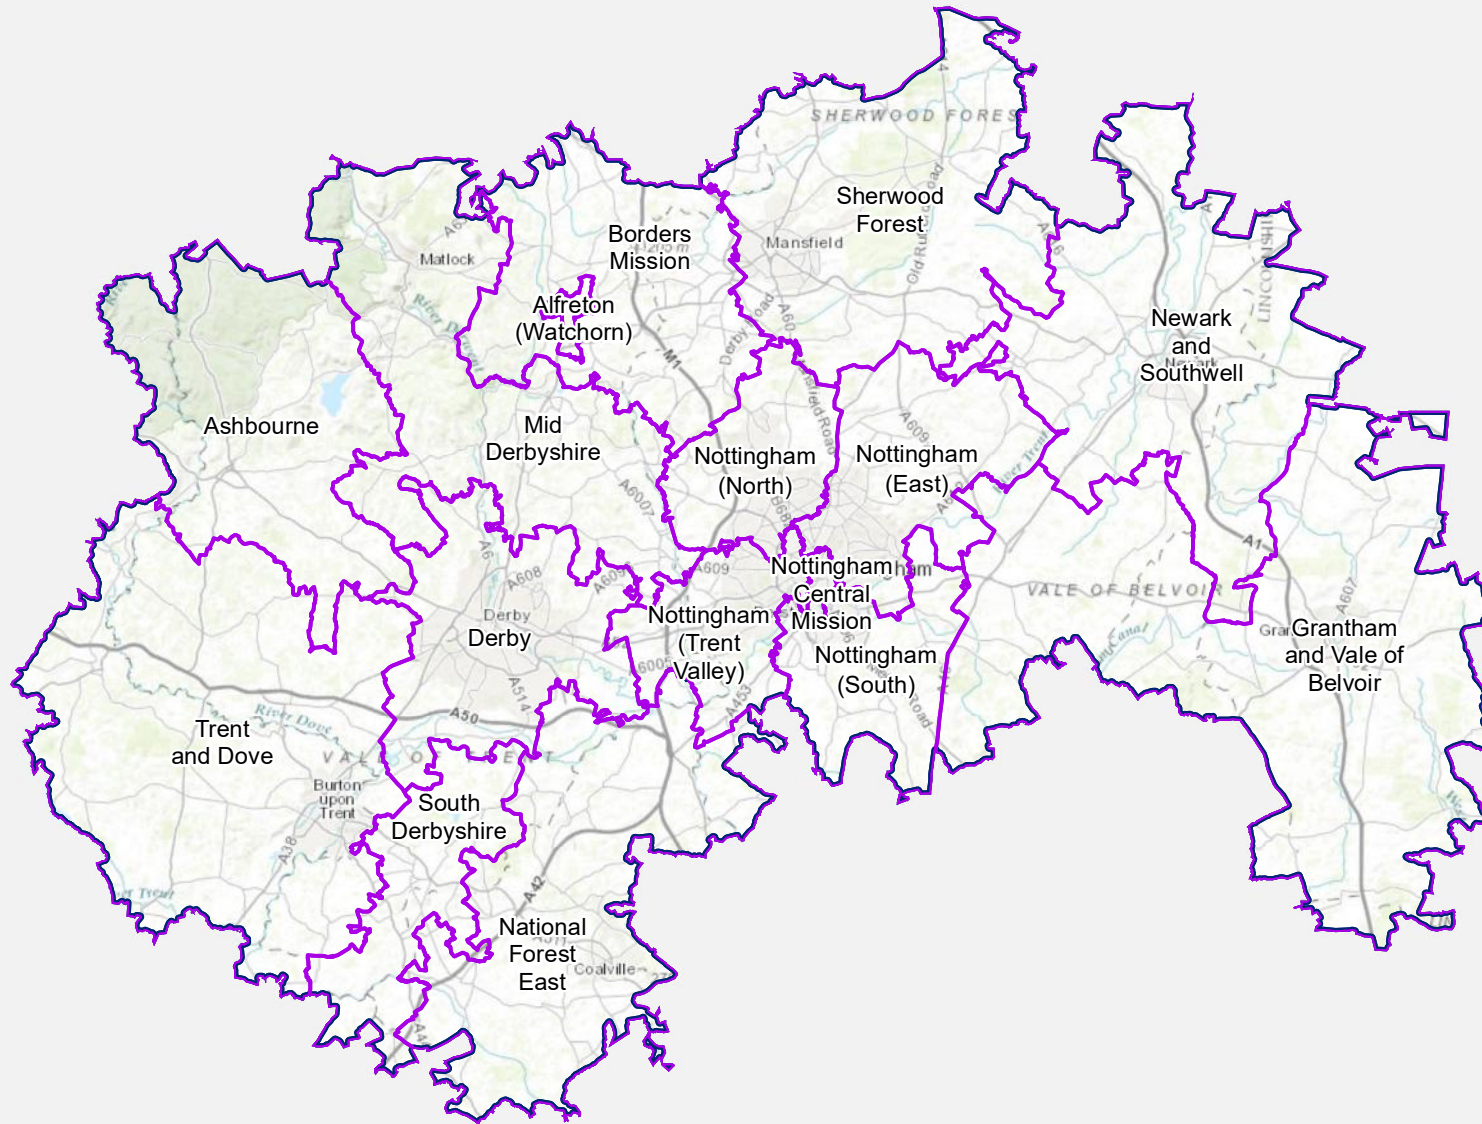 SHERWOOD FORES
Sherwood
Forest
Borders
Mission
Mansfield
Matlock
Alfreton
(Watchorn)
M1
Newark
and
Southwell
Ashbourne
Mid
Derbyshire
Nottingham
(North)
Nottingham
(East)
A6007
A609
A1
A607
A6
A608
A609
Nottingham
Central
Mission
VALE OF BELVOIR
Derby
Derby
Nottingham
(Trent
Valley)
Nottingham
(South)
Grantham
and Vale of
Belvoir
A6005
A453
A514
A50
River Dove
Trent
and Dove
Burton
upon
Trent
South
Derbyshire
A38
A42
National
Forest
East
Coalville